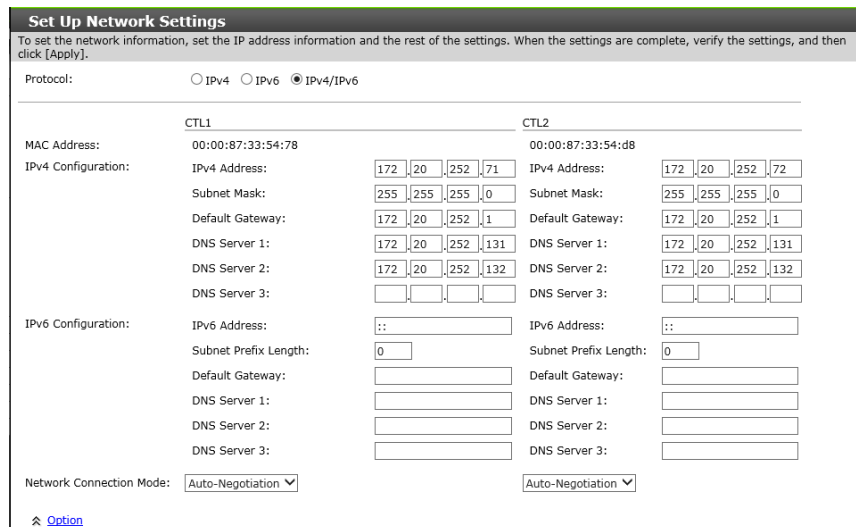 Set Up Network Settings
To set the network information, set the IP address information and the rest of the settings. When the settings are complete, verify the settings, and then
click [Apply].
Protocol: IPv4 IPv6 IPv4/IPv6
CTL1 CTL2
MAC Address: 00:00:87:33:54:78 00:00:87:33:54:d8
IPv4 Configuration: IPv4 Address: 172 . 20 . 252 . 71 IPv4 Address: 172 . 20 . 252 . 72
Subnet Mask: 255 . 255 . 255 . 0 Subnet Mask: 255 . 255 . 255 . 0
Default Gateway: 172 . 20 . 252 . 1 Default Gateway: 172 . 20 . 252 . 1
DNS Server 1: 172 . 20 . 252 . 131 DNS Server 1: 172 . 20 . 252 . 131
DNS Server 2: 172 . 20 . 252 . 132 DNS Server 2: 172 . 20 . 252 . 132
DNS Server 3: . . . DNS Server 3: . . .
IPv6 Configuration: IPv6 Address: :: IPv6 Address: ::
Subnet Prefix Length: 0 Subnet Prefix Length: 0
Default Gateway: Default Gateway:
DNS Server 1: DNS Server 1:
DNS Server 2: DNS Server 2:
DNS Server 3: DNS Server 3:
Network Connection Mode: Auto-Negotiation Auto-Negotiation
Option